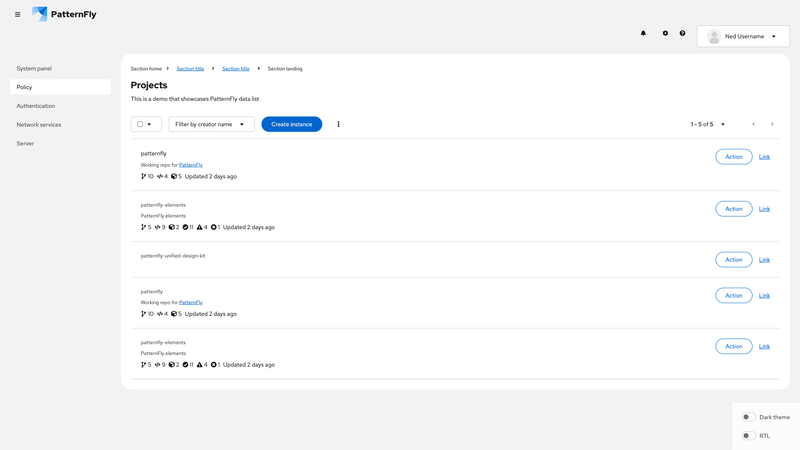 PatternFly
Ned Username
System panel
Policy
Authentication
Network services
Server
Section home Section title Section title Section landing
Projects
This is a demo that showcases PatternFly data list
Filter by creator name Create instance 1 - 5 of 5
patternfly Action Link
Working repo for PatternFly
10 4 5 Updated 2 days ago
patternfly-elements Action Link
PatternFly elements
5 9 2 11 4 1 Updated 2 days ago
patternfly-unified-design-kit Action Link
patternfly Action Link
Working repo for PatternFly
10 4 5 Updated 2 days ago
patternfly-elements Action Link
PatternFly elements
5 9 2 11 4 1 Updated 2 days ago
Dark theme
RTL